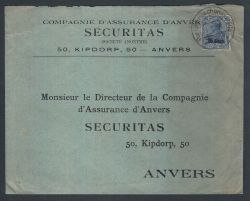 COMPAGNIE D'ASSURANCE D'ANVERS
SECURITAS
SOCIÉTÉ ANONYME
50, KIPDORP, 50 — ANVERS
Monsieur le Directeur de la Compagnie
d'Assurance d'Anvers
SECURITAS
50, Kipdorp, 50
ANVERS